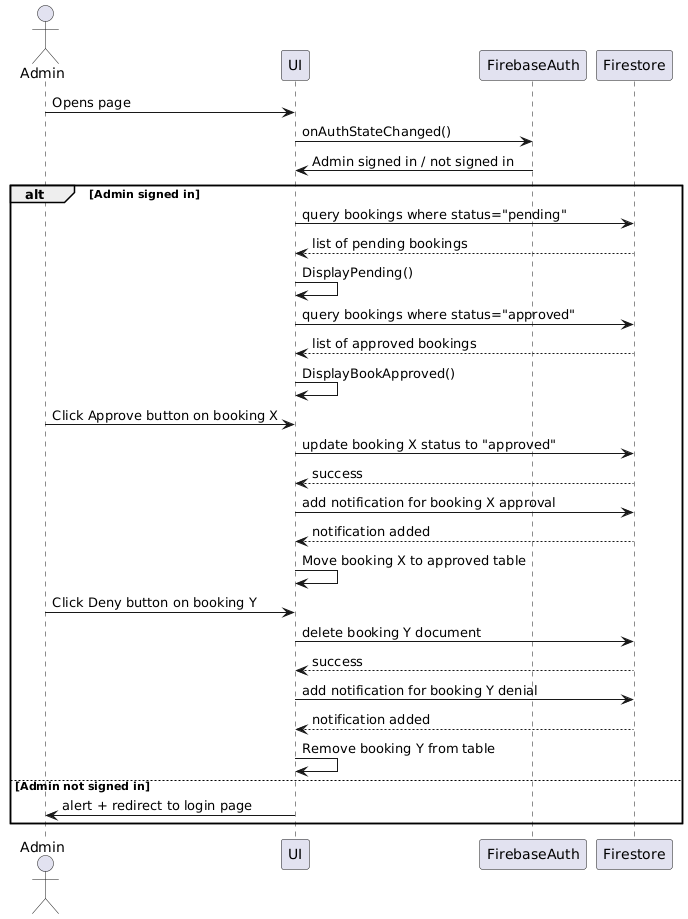 Admin
UI
FirebaseAuth
Firestore
Opens page
onAuthStateChanged()
Admin signed in / not signed in
alt
[Admin signed in]
query bookings where status="pending"
list of pending bookings
DisplayPending()
query bookings where status="approved"
list of approved bookings
DisplayBookApproved()
Click Approve button on booking X
update booking X status to "approved"
success
add notification for booking X approval
notification added
Move booking X to approved table
Click Deny button on booking Y
delete booking Y document
success
add notification for booking Y denial
notification added
Remove booking Y from table
[Admin not signed in]
alert + redirect to login page
Admin
UI
FirebaseAuth
Firestore